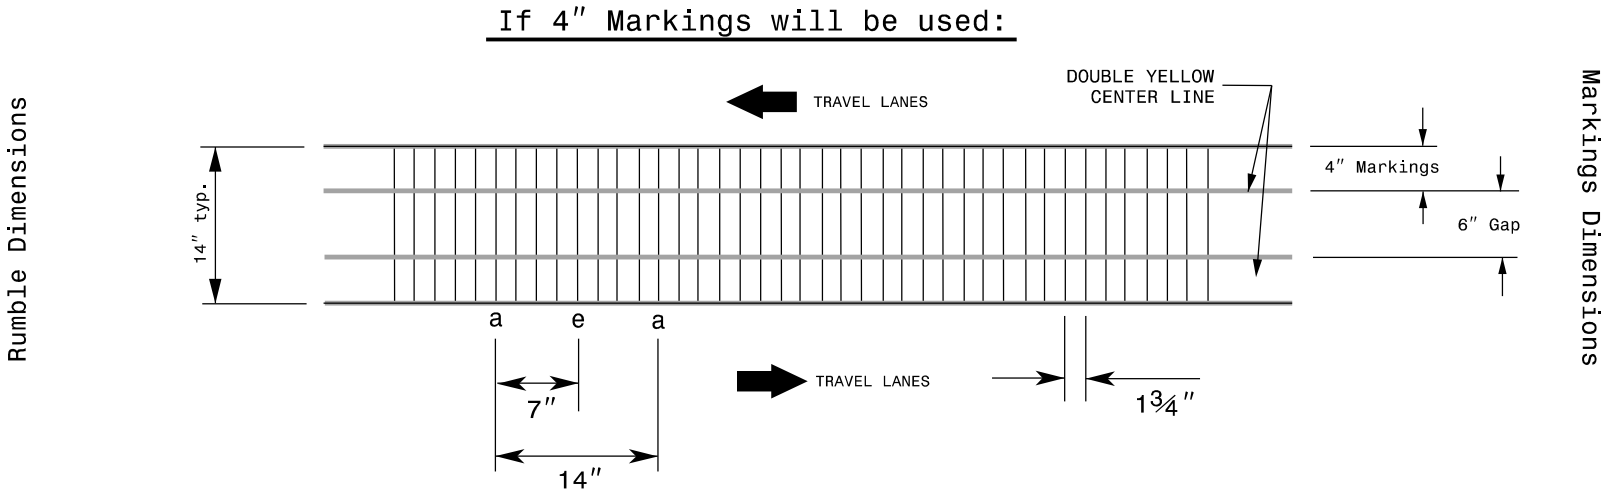 If 4" Markings will be used:
DOUBLE YELLOW
CENTER LINE
TRAVEL LANES
Rumble Dimensions
14" typ.
4" Markings
6" Gap
Markings Dimensions
a e a
TRAVEL LANES
7"
1¾"
14"